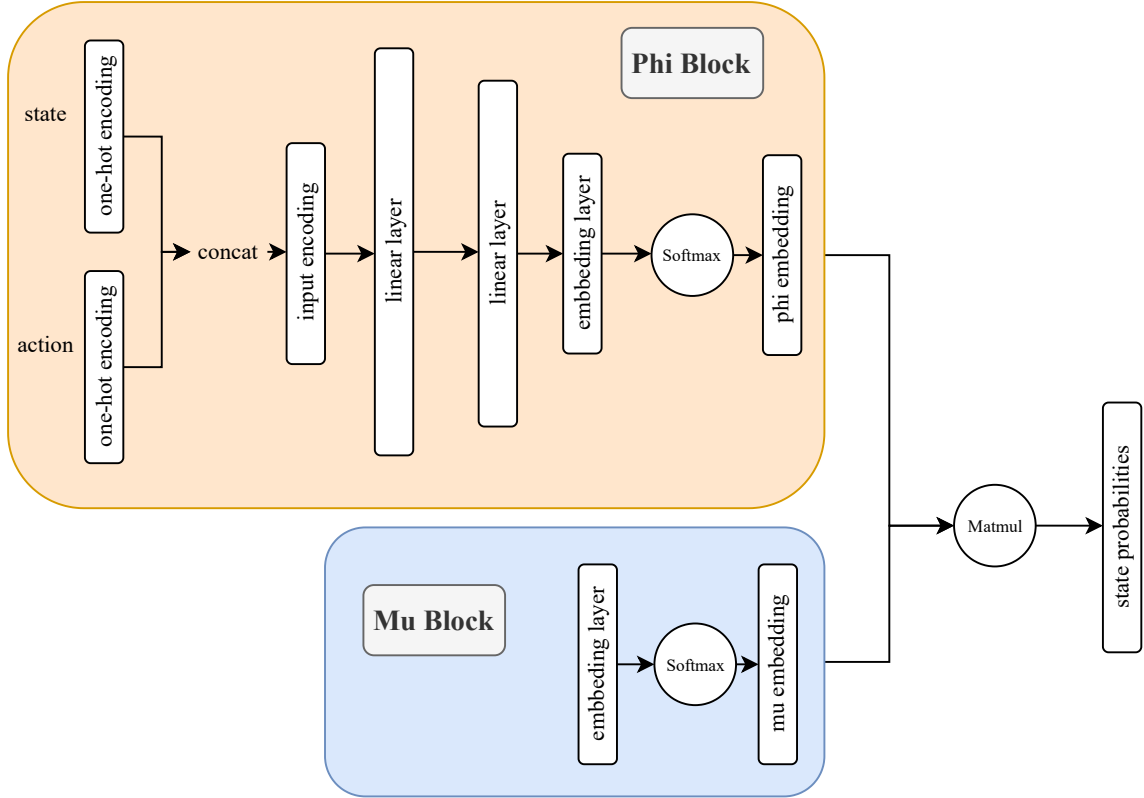 Phi Block
state
one-hot encoding
action
one-hot encoding
concat
input encoding
linear layer
linear layer
embbeding layer
Softmax
phi embedding
Mu Block
embbeding layer
Softmax
mu embedding
Matmul
state probabilities